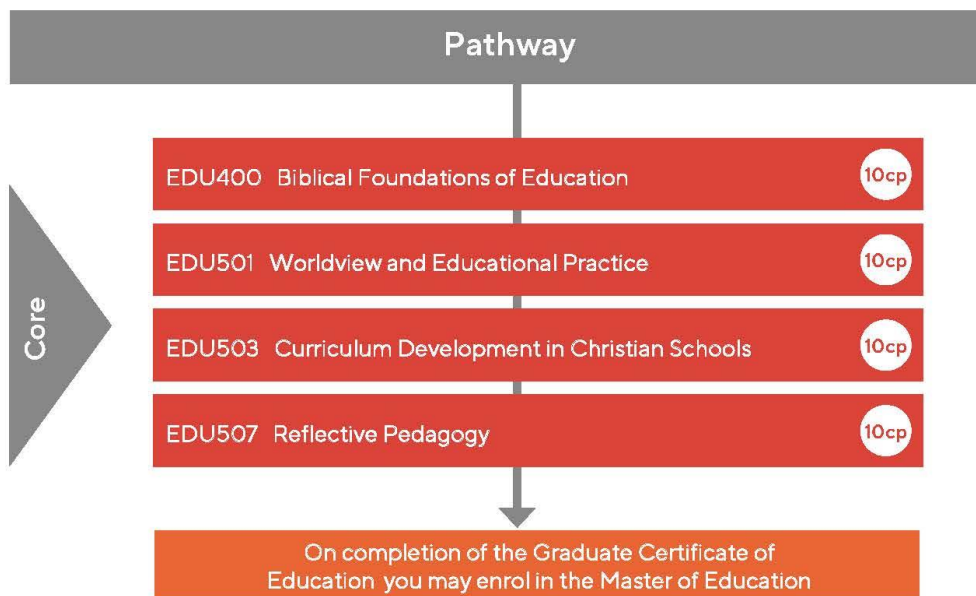 Pathway
Core
EDU400 Biblical Foundations of Education 10cp
EDU501 Worldview and Educational Practice 10cp
EDU503 Curriculum Development in Christian Schools 10cp
EDU507 Reflective Pedagogy 10cp
On completion of the Graduate Certificate of
Education you may enrol in the Master of Education